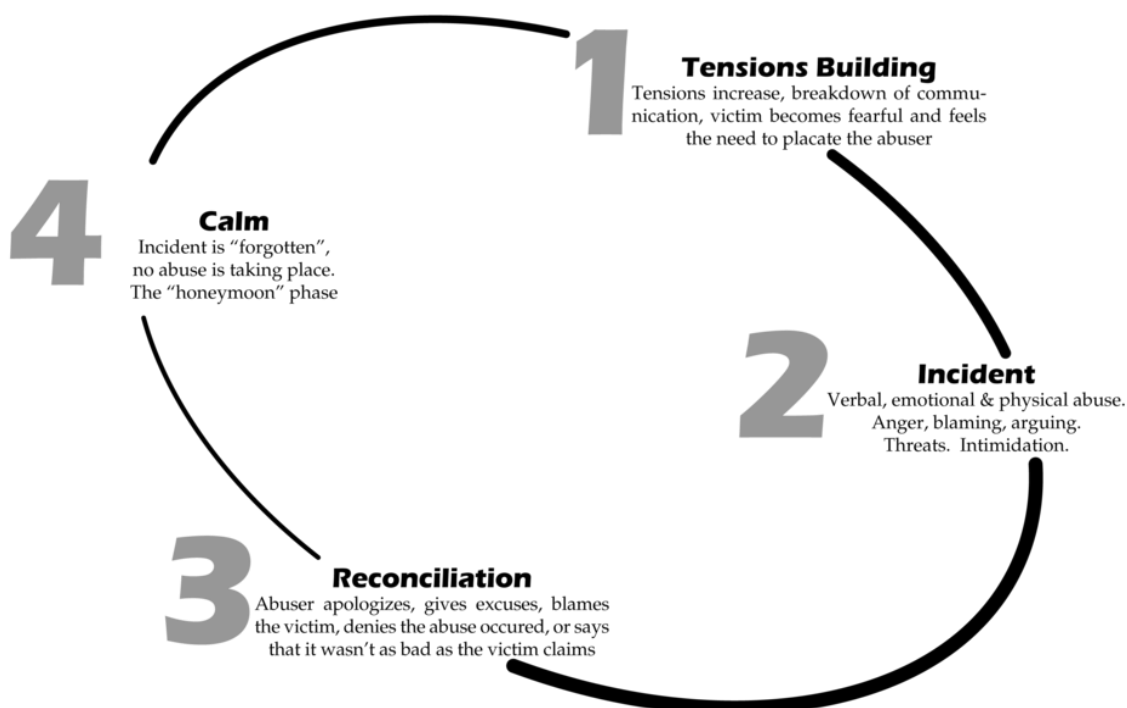 1
Tensions Building
Tensions increase, breakdown of commu-
nication, victim becomes fearful and feels
the need to placate the abuser
2
Incident
Verbal, emotional & physical abuse.
Anger, blaming, arguing.
Threats. Intimidation.
3
Reconciliation
Abuser apologizes, gives excuses, blames
the victim, denies the abuse occured, or says
that it wasn't as bad as the victim claims
4
Calm
Incident is “forgotten”,
no abuse is taking place.
The “honeymoon” phase